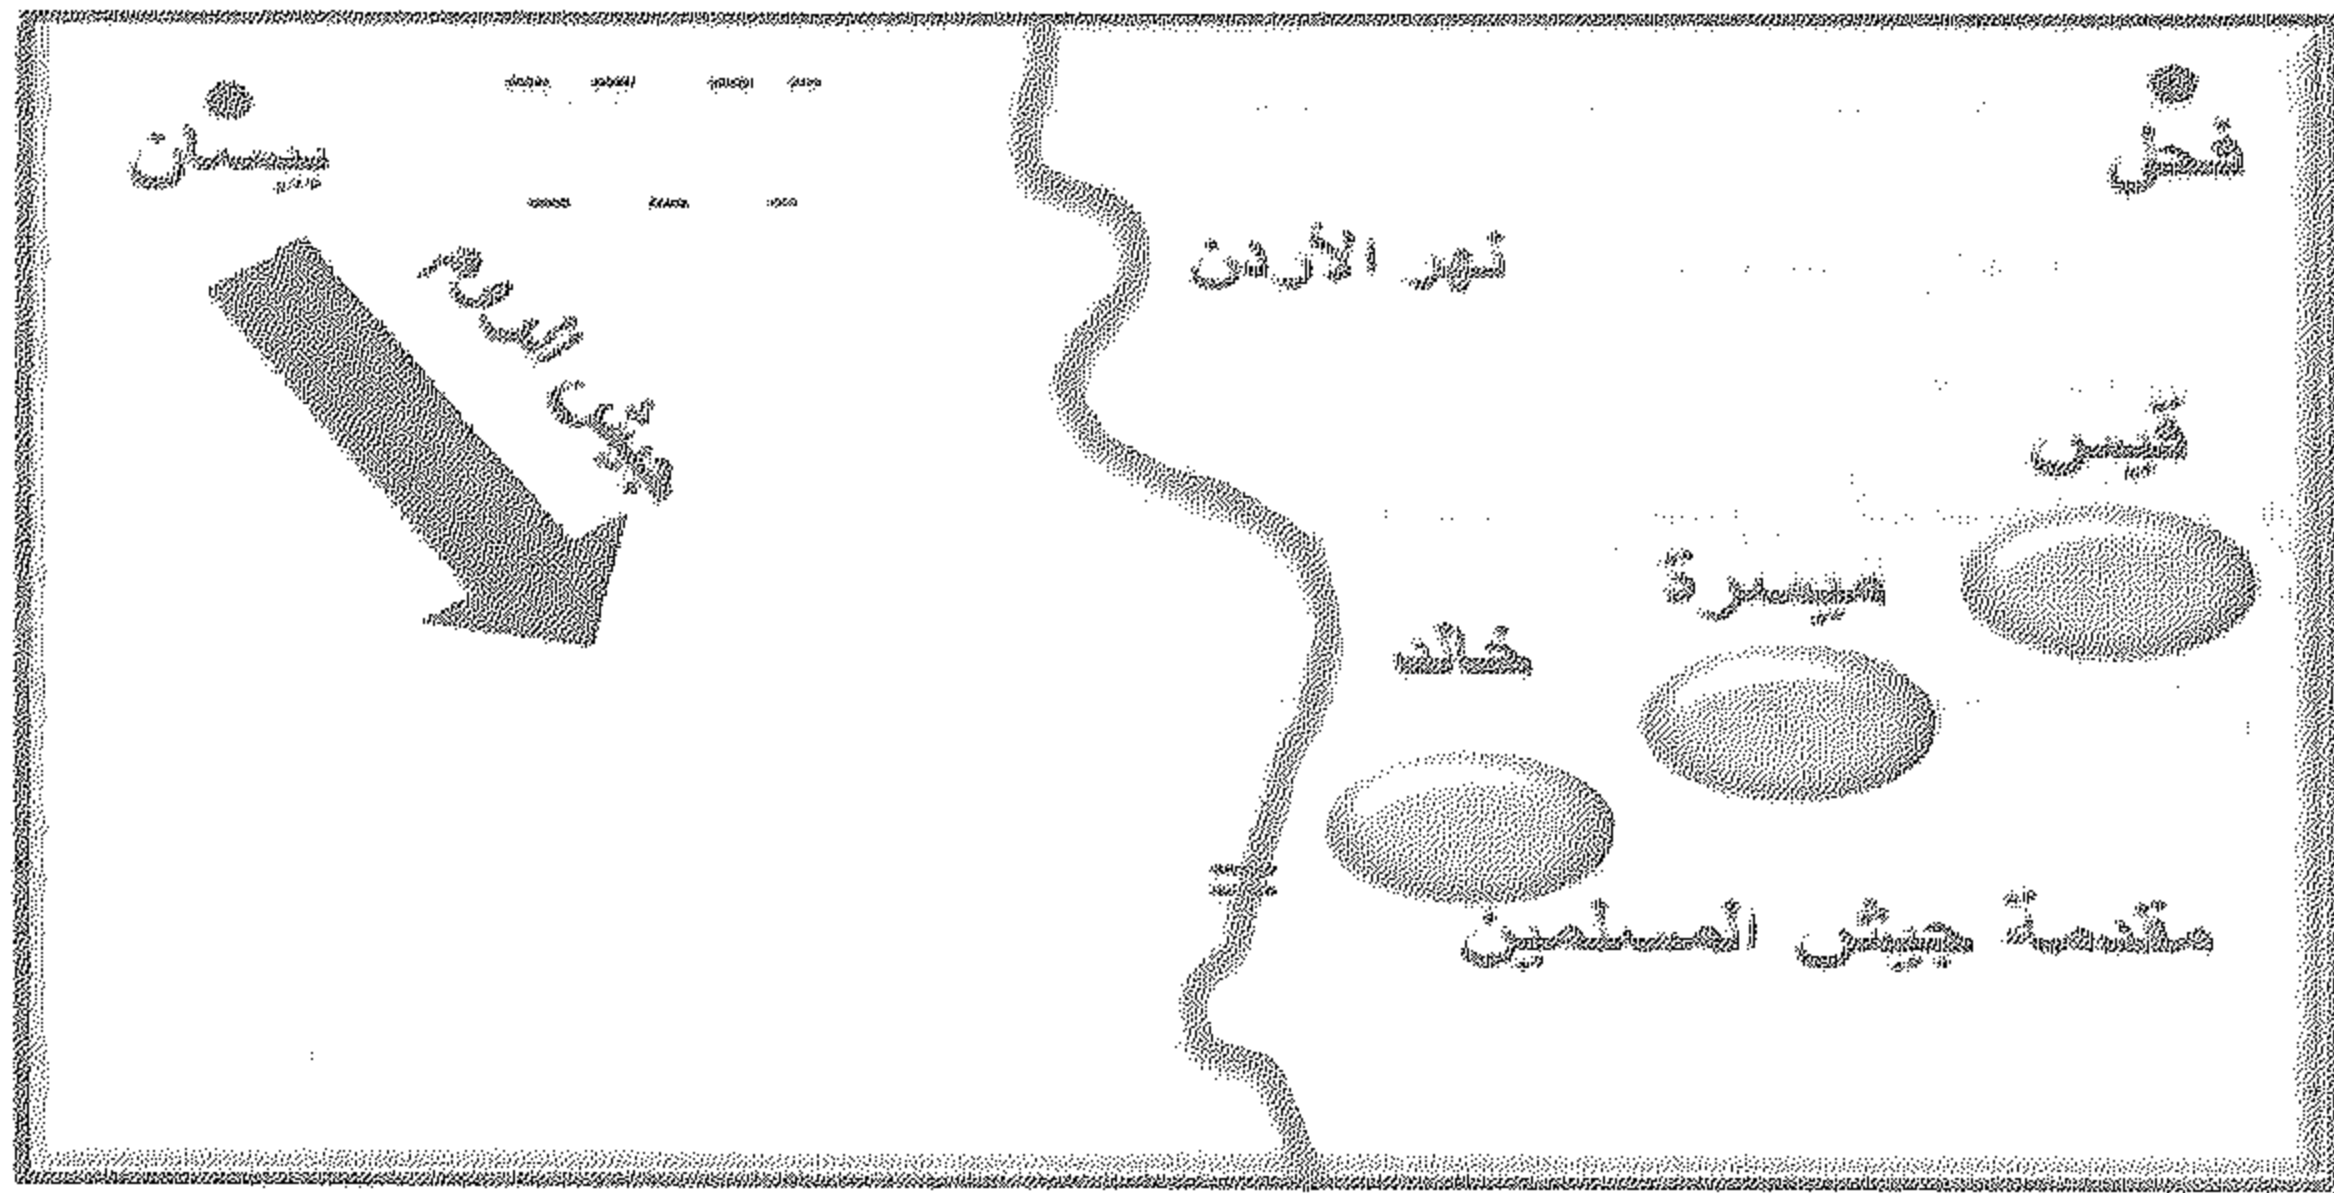 فحل
بيسان
نهر الأردن
جيش الروم
قيس
ميسرة
خالد
مقدمة جيش المسلمين